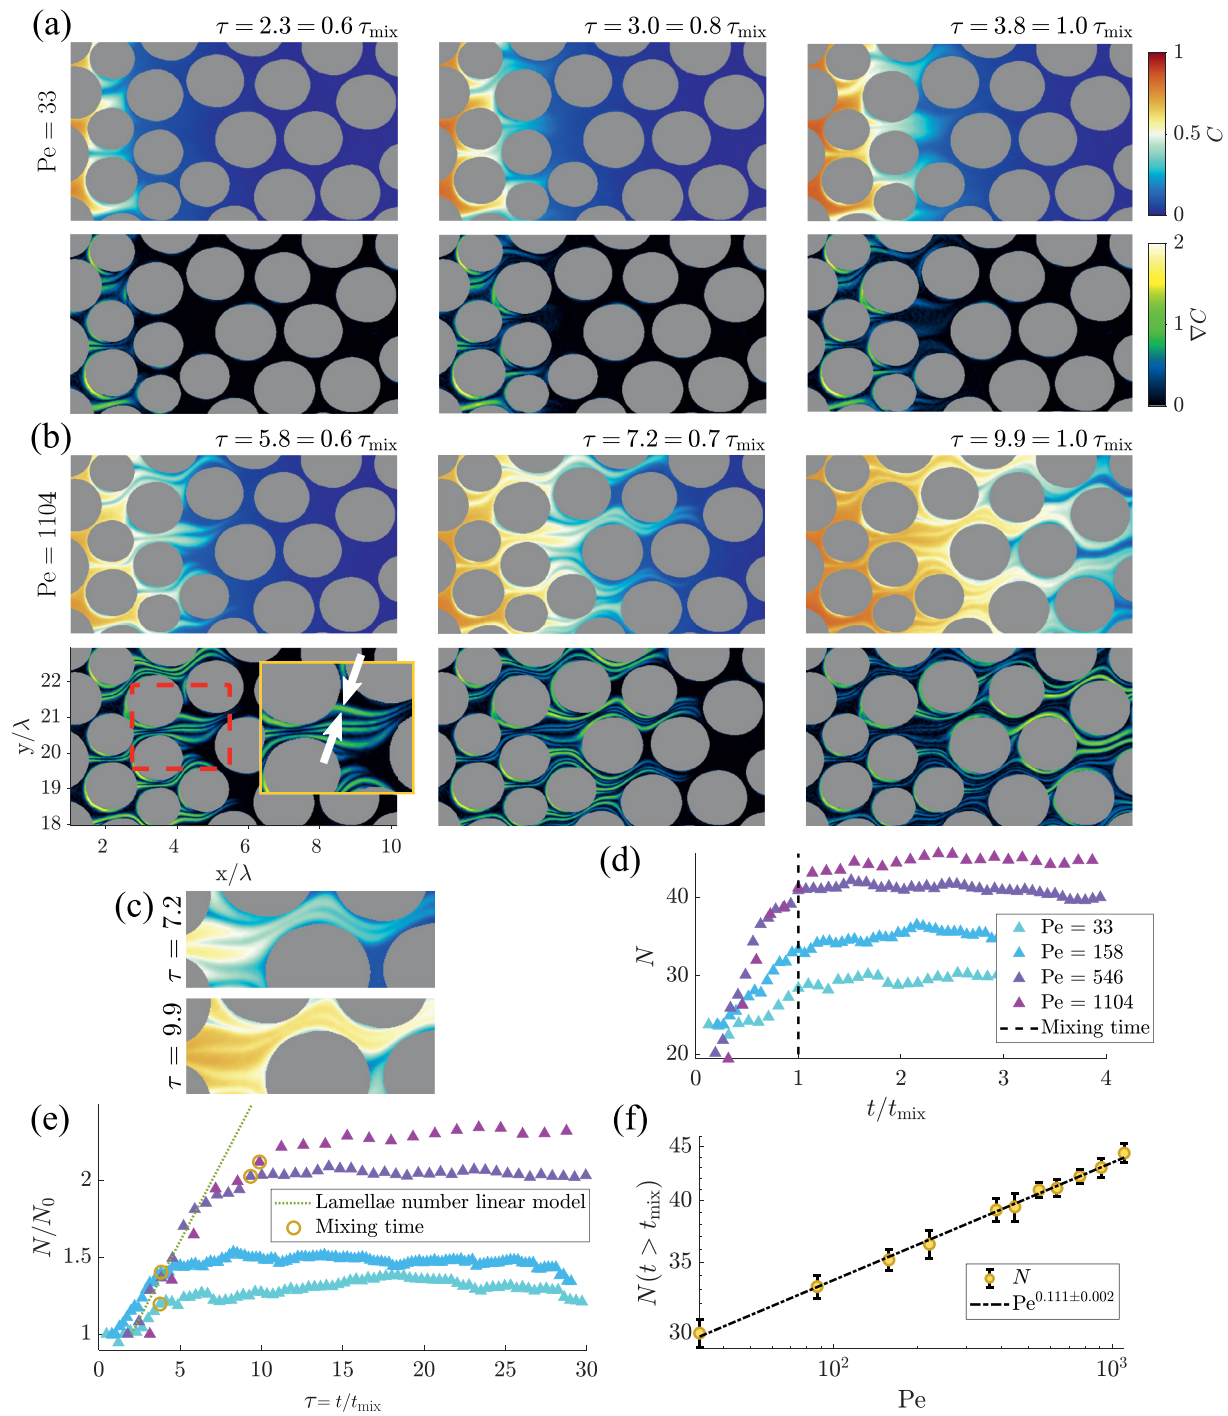 (a)
τ = 2.3 = 0.6 τmix
τ = 3.0 = 0.8 τmix
τ = 3.8 = 1.0 τmix
Pe = 33
1
0.5
0
C
2
1
0
∇C
(b)
τ = 5.8 = 0.6 τmix
τ = 7.2 = 0.7 τmix
τ = 9.9 = 1.0 τmix
Pe = 1104
22
21
20
19
18
y/λ
2
4
6
8
10
x/λ
(c)
τ = 7.2
τ = 9.9
(d)
40
30
20
N
0
1
2
3
4
t/tmix
Pe = 33
Pe = 158
Pe = 546
Pe = 1104
Mixing time
(e)
2
1.5
1
N/N0
Lamellae number linear model
Mixing time
0
5
10
15
20
25
30
τ = t/tmix
(f)
45
40
35
30
N(t > tmix)
N
Pe^0.111±0.002
10^2
10^3
Pe